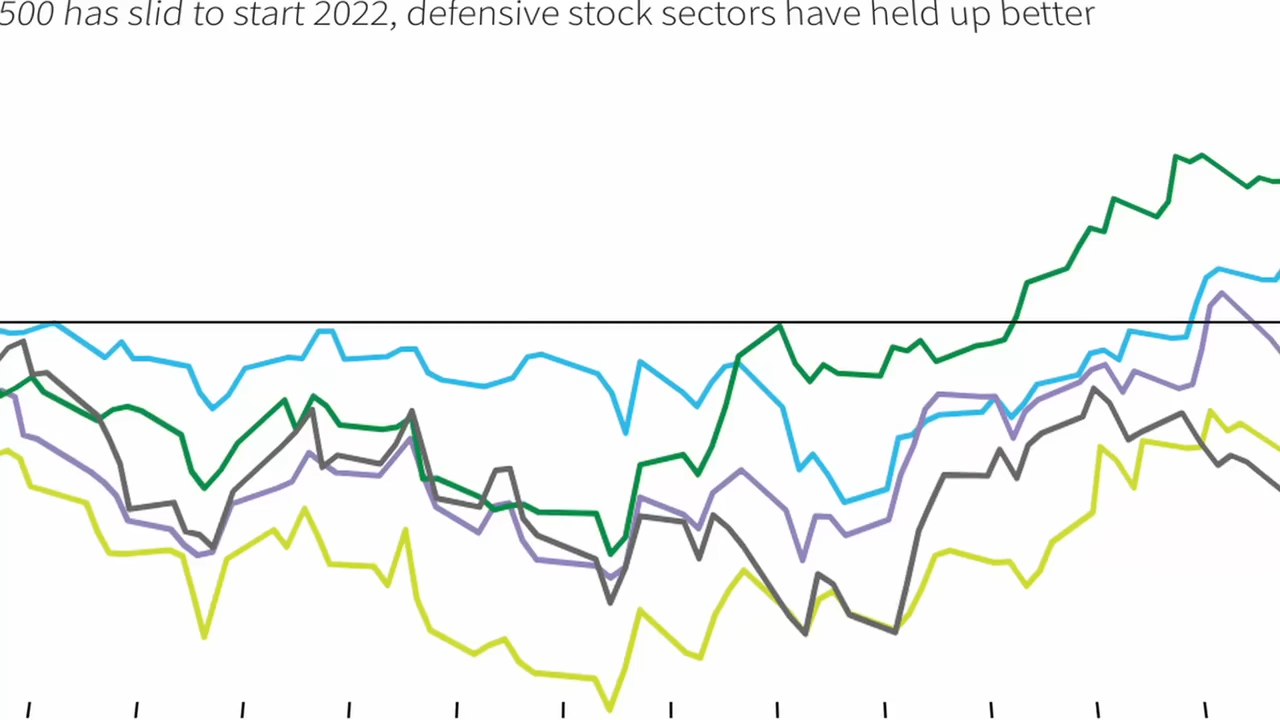 500 has slid to start 2022, defensive stock sectors have held up better